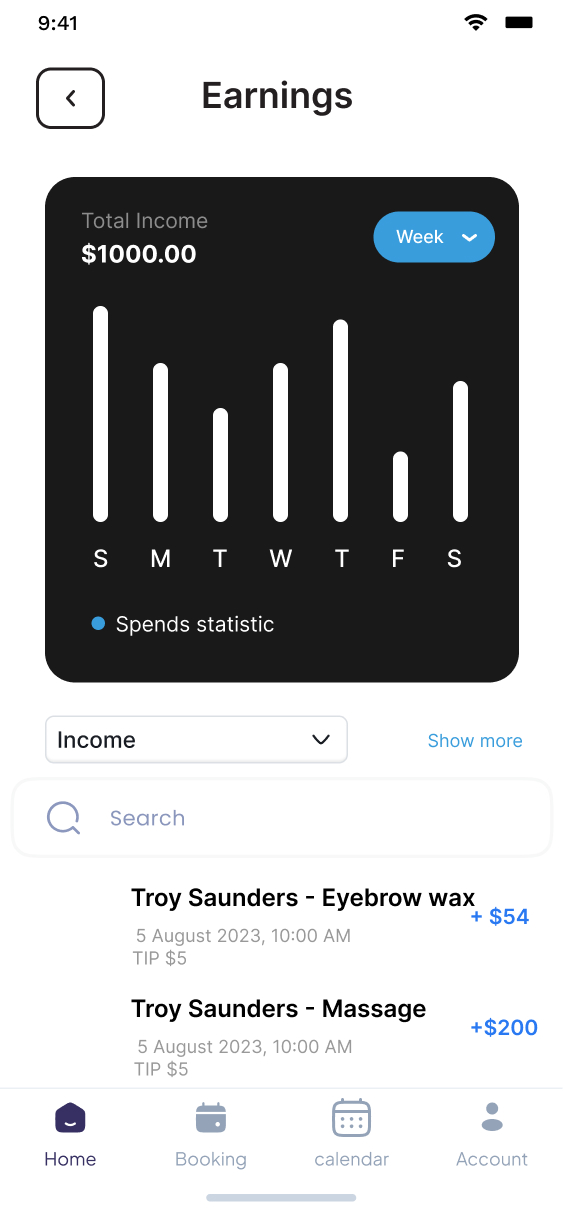 9:41
Earnings
Total Income
$1000.00
Week
S M T W T F S
Spends statistic
Income
Show more
Search
Troy Saunders - Eyebrow wax
+ $54
5 August 2023, 10:00 AM
TIP $5
Troy Saunders - Massage
+$200
5 August 2023, 10:00 AM
TIP $5
Home Booking calendar Account